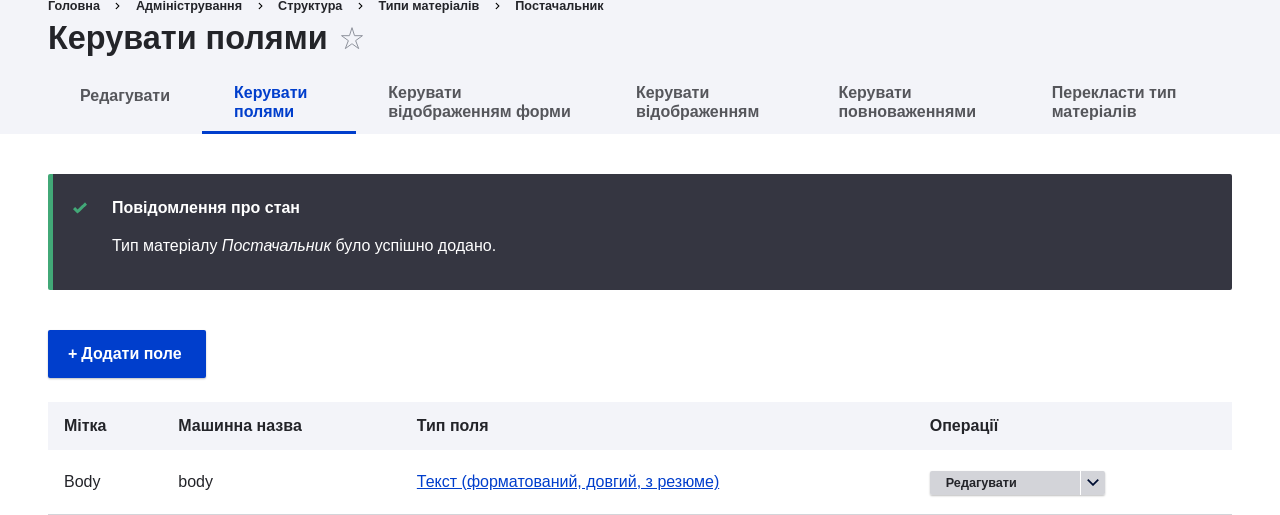 Головна > Адміністрування > Структура > Типи матеріалів > Постачальник
Керувати полями ☆
Редагувати
Керувати
полями
Керувати
відображенням форми
Керувати
відображенням
Керувати
повноваженнями
Перекласти тип
матеріалів
Повідомлення про стан
Тип матеріалу Постачальник було успішно додано.
+ Додати поле
Мітка Машинна назва Тип поля Операції
Body body Текст (форматований, довгий, з резюме) Редагувати